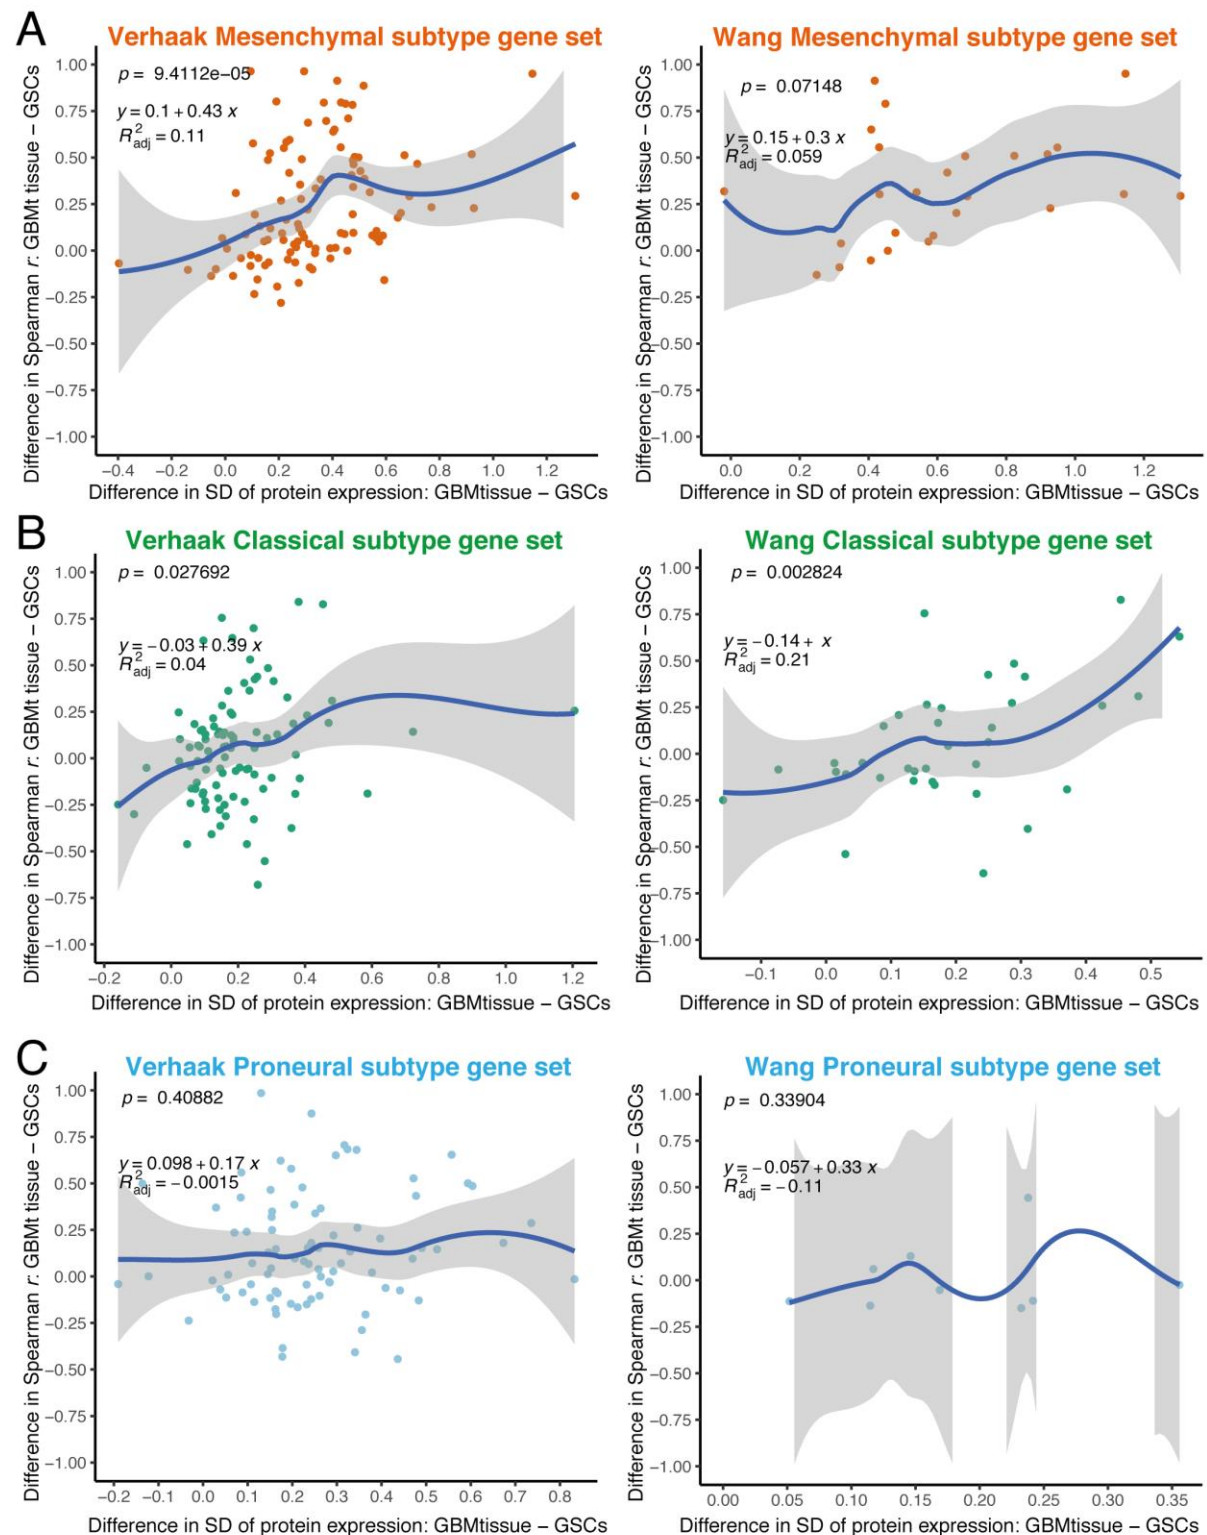 A
Verhaak Mesenchymal subtype gene set
p = 9.4112e−05
y = 0.1 + 0.43 x
R²adj = 0.11
1.00
0.75
0.50
0.25
0.00
−0.25
−0.50
−0.75
−1.00
Difference in Spearman r: GBMt tissue − GSCs
−0.4 −0.2 0.0 0.2 0.4 0.6 0.8 1.0 1.2
Difference in SD of protein expression: GBMtissue − GSCs
Wang Mesenchymal subtype gene set
p = 0.07148
y = 0.15 + 0.3 x
R²adj = 0.059
1.00
0.75
0.50
0.25
0.00
−0.25
−0.50
−0.75
−1.00
Difference in Spearman r: GBMt tissue − GSCs
0.0 0.2 0.4 0.6 0.8 1.0 1.2
Difference in SD of protein expression: GBMtissue − GSCs
B
Verhaak Classical subtype gene set
p = 0.027692
y = −0.03 + 0.39 x
R²adj = 0.04
1.00
0.75
0.50
0.25
0.00
−0.25
−0.50
−0.75
−1.00
Difference in Spearman r: GBMt tissue − GSCs
−0.2 0.0 0.2 0.4 0.6 0.8 1.0 1.2
Difference in SD of protein expression: GBMtissue − GSCs
Wang Classical subtype gene set
p = 0.002824
y = −0.14 + x
R²adj = 0.21
1.00
0.75
0.50
0.25
0.00
−0.25
−0.50
−0.75
−1.00
Difference in Spearman r: GBMt tissue − GSCs
−0.1 0.0 0.1 0.2 0.3 0.4 0.5
Difference in SD of protein expression: GBMtissue − GSCs
C
Verhaak Proneural subtype gene set
p = 0.40882
y = 0.098 + 0.17 x
R²adj = −0.0015
1.00
0.75
0.50
0.25
0.00
−0.25
−0.50
−0.75
−1.00
Difference in Spearman r: GBMt tissue − GSCs
−0.2 −0.1 0.0 0.1 0.2 0.3 0.4 0.5 0.6 0.7 0.8
Difference in SD of protein expression: GBMtissue − GSCs
Wang Proneural subtype gene set
p = 0.33904
y = −0.057 + 0.33 x
R²adj = −0.11
1.00
0.75
0.50
0.25
0.00
−0.25
−0.50
−0.75
−1.00
Difference in Spearman r: GBMt tissue − GSCs
0.00 0.05 0.10 0.15 0.20 0.25 0.30 0.35
Difference in SD of protein expression: GBMtissue − GSCs